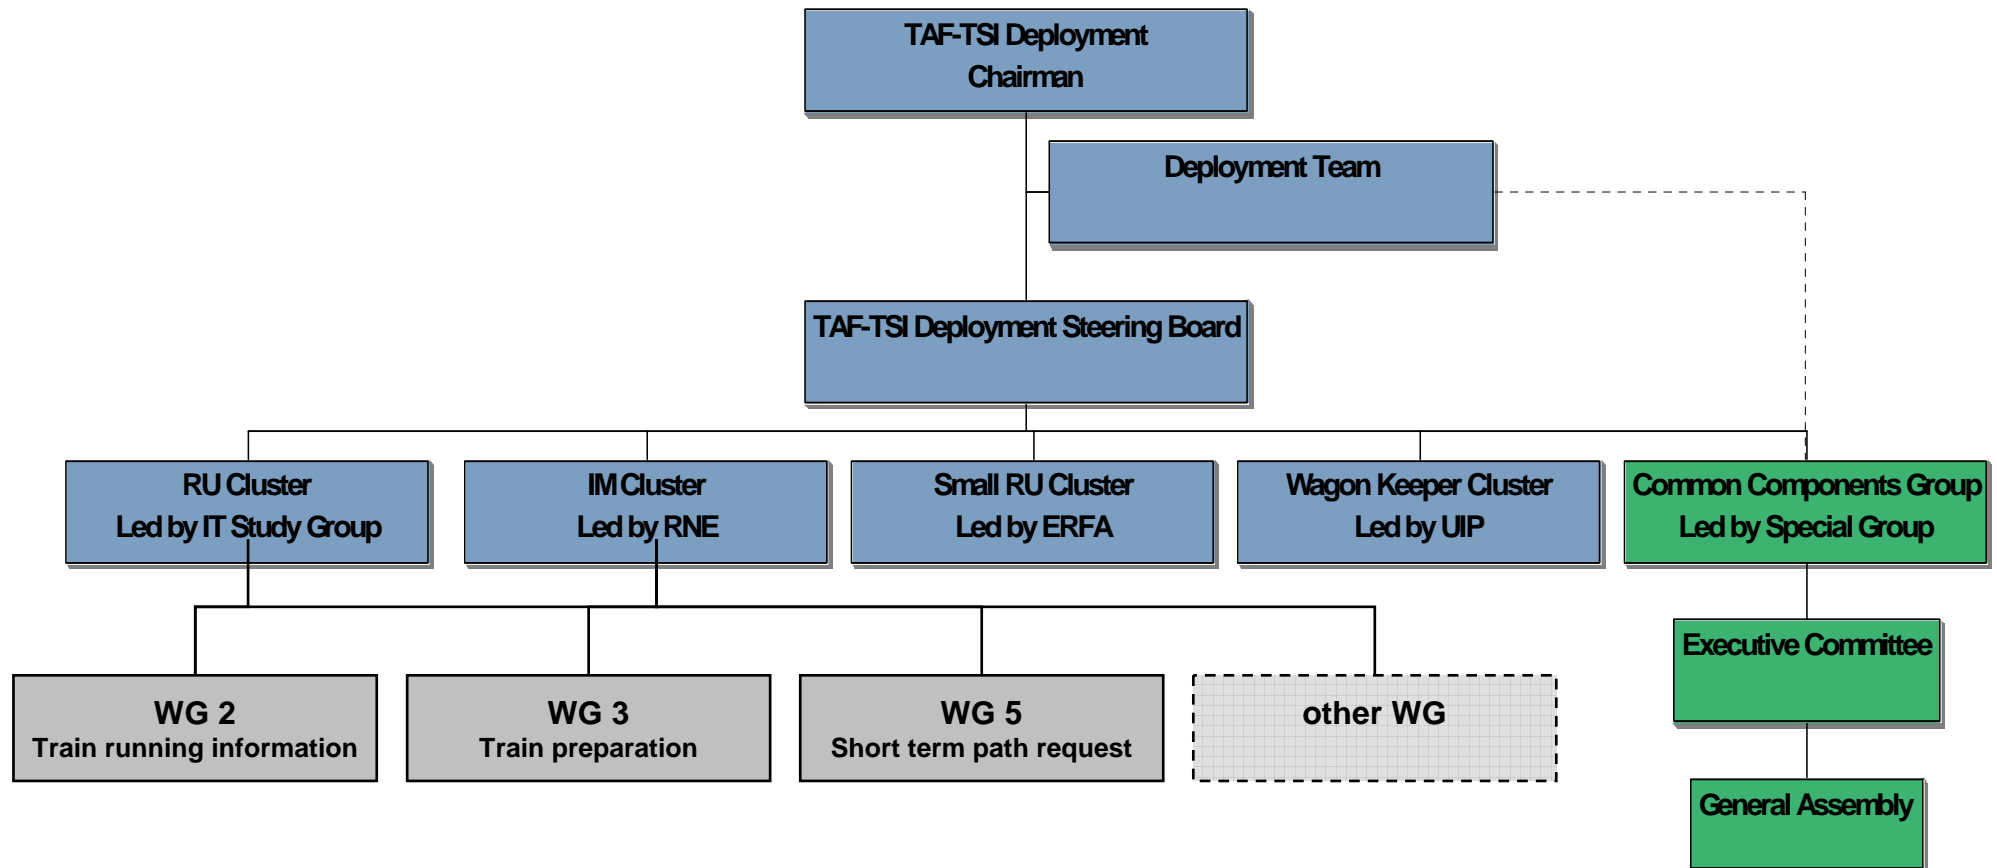 TAF-TSI Deployment
Chairman
Deployment Team
TAF-TSI Deployment Steering Board
RU Cluster
Led by IT Study Group
IM Cluster
Led by RNE
Small RU Cluster
Led by ERFA
Wagon Keeper Cluster
Led by UIP
Common Components Group
Led by Special Group
Executive Committee
WG 2
Train running information
WG 3
Train preparation
WG 5
Short term path request
other WG
General Assembly